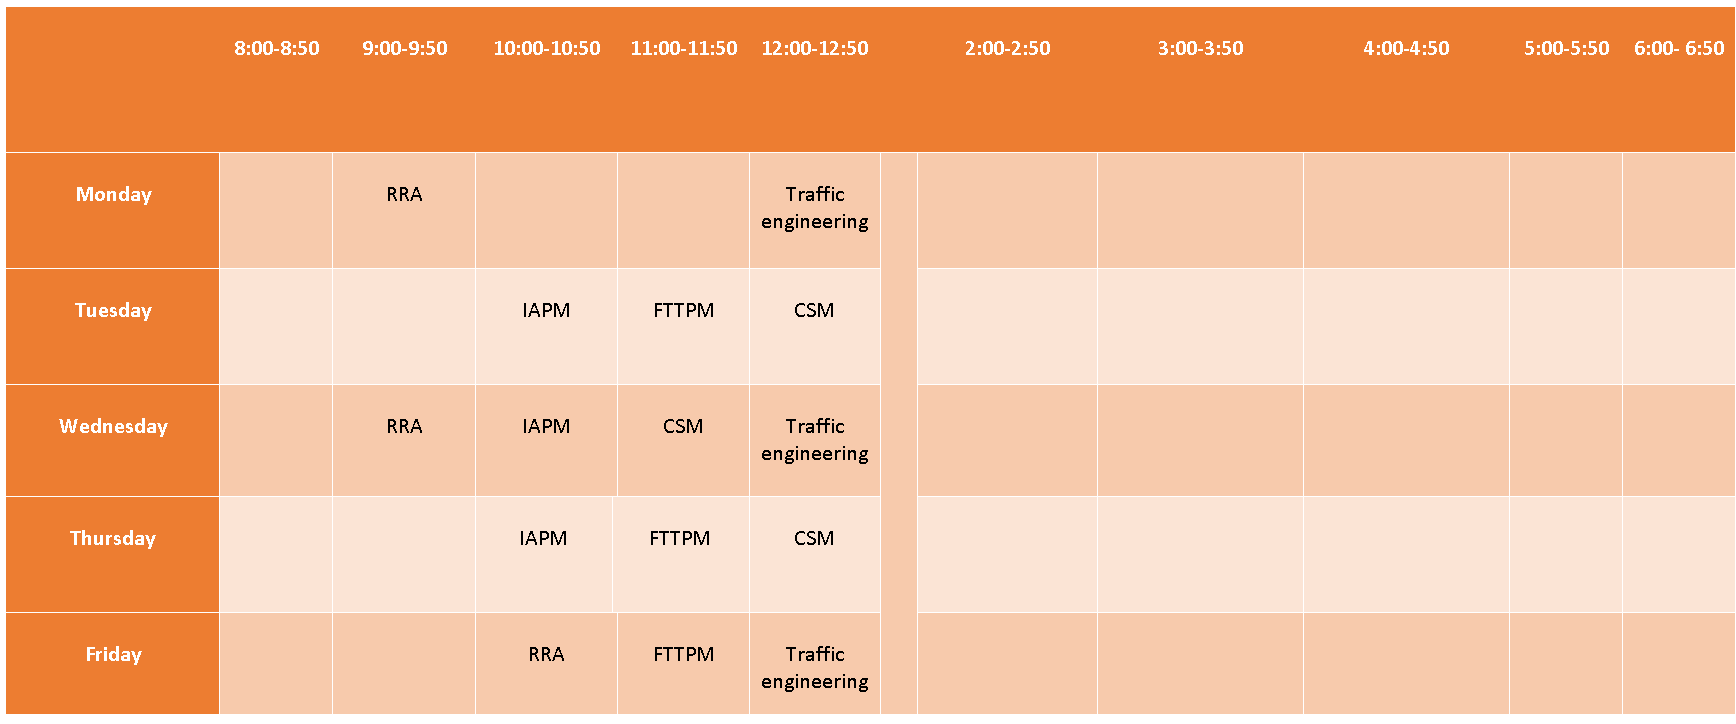 8:00-8:50 9:00-9:50 10:00-10:50 11:00-11:50 12:00-12:50 2:00-2:50 3:00-3:50 4:00-4:50 5:00-5:50 6:00- 6:50
Monday RRA Traffic
engineering
Tuesday IAPM FTTPM CSM
Wednesday RRA IAPM CSM Traffic
engineering
Thursday IAPM FTTPM CSM
Friday RRA FTTPM Traffic
engineering